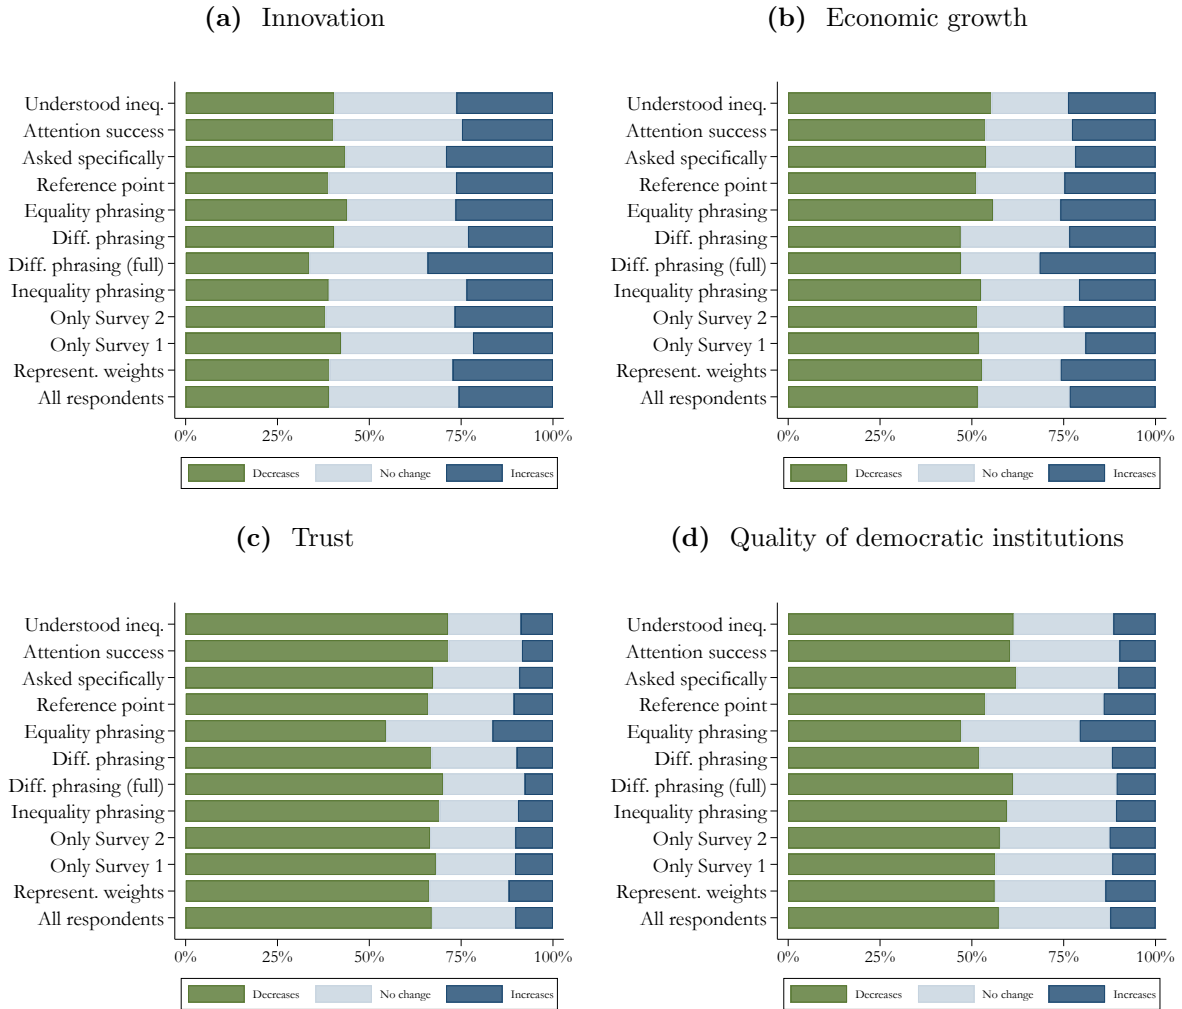 (a) Innovation
Understood ineq.
Attention success
Asked specifically
Reference point
Equality phrasing
Diff. phrasing
Diff. phrasing (full)
Inequality phrasing
Only Survey 2
Only Survey 1
Represent. weights
All respondents
0% 25% 50% 75% 100%
Decreases No change Increases
(b) Economic growth
Understood ineq.
Attention success
Asked specifically
Reference point
Equality phrasing
Diff. phrasing
Diff. phrasing (full)
Inequality phrasing
Only Survey 2
Only Survey 1
Represent. weights
All respondents
0% 25% 50% 75% 100%
Decreases No change Increases
(c) Trust
Understood ineq.
Attention success
Asked specifically
Reference point
Equality phrasing
Diff. phrasing
Diff. phrasing (full)
Inequality phrasing
Only Survey 2
Only Survey 1
Represent. weights
All respondents
0% 25% 50% 75% 100%
Decreases No change Increases
(d) Quality of democratic institutions
Understood ineq.
Attention success
Asked specifically
Reference point
Equality phrasing
Diff. phrasing
Diff. phrasing (full)
Inequality phrasing
Only Survey 2
Only Survey 1
Represent. weights
All respondents
0% 25% 50% 75% 100%
Decreases No change Increases